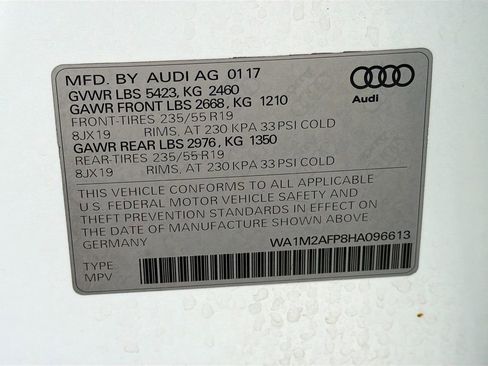 MFD. BY AUDI AG 01 17
GVWR LBS 5423, KG 2460
GAWR FRONT LBS 2668, KG 1210
FRONT-TIRES 235/55 R19
8JX19 RIMS, AT 230 KPA 33 PSI COLD
GAWR REAR LBS 2976, KG 1350
REAR-TIRES 235/55 R19
8JX19 RIMS, AT 230 KPA 33 PSI COLD
THIS VEHICLE CONFORMS TO ALL APPLICABLE
U.S. FEDERAL MOTOR VEHICLE SAFETY AND
THEFT PREVENTION STANDARDS IN EFFECT ON
THE DATE OF MANUFACTURE SHOWN ABOVE.
GERMANY WA1M2AFP8HA096613
TYPE
MPV
Audi